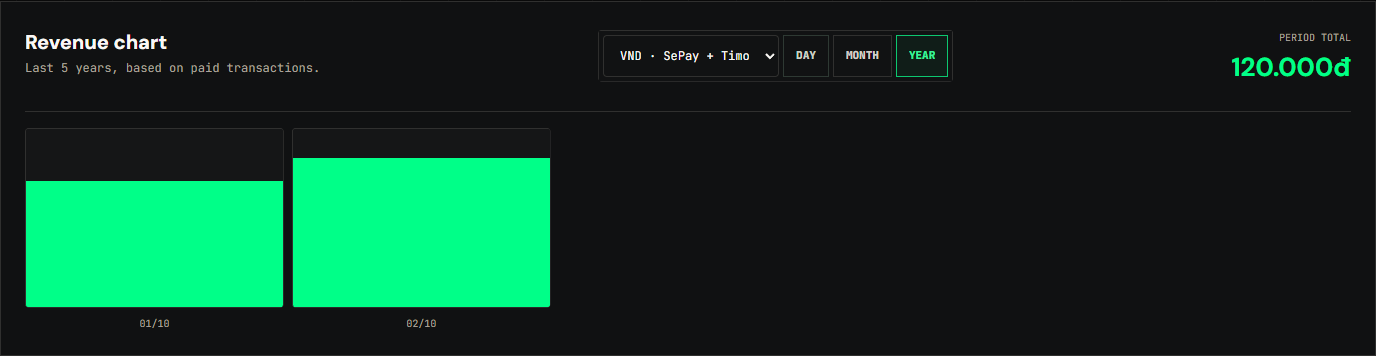 Revenue chart
Last 5 years, based on paid transactions.
VND · SePay + Timo
DAY
MONTH
YEAR
PERIOD TOTAL
120.000đ
01/10
02/10